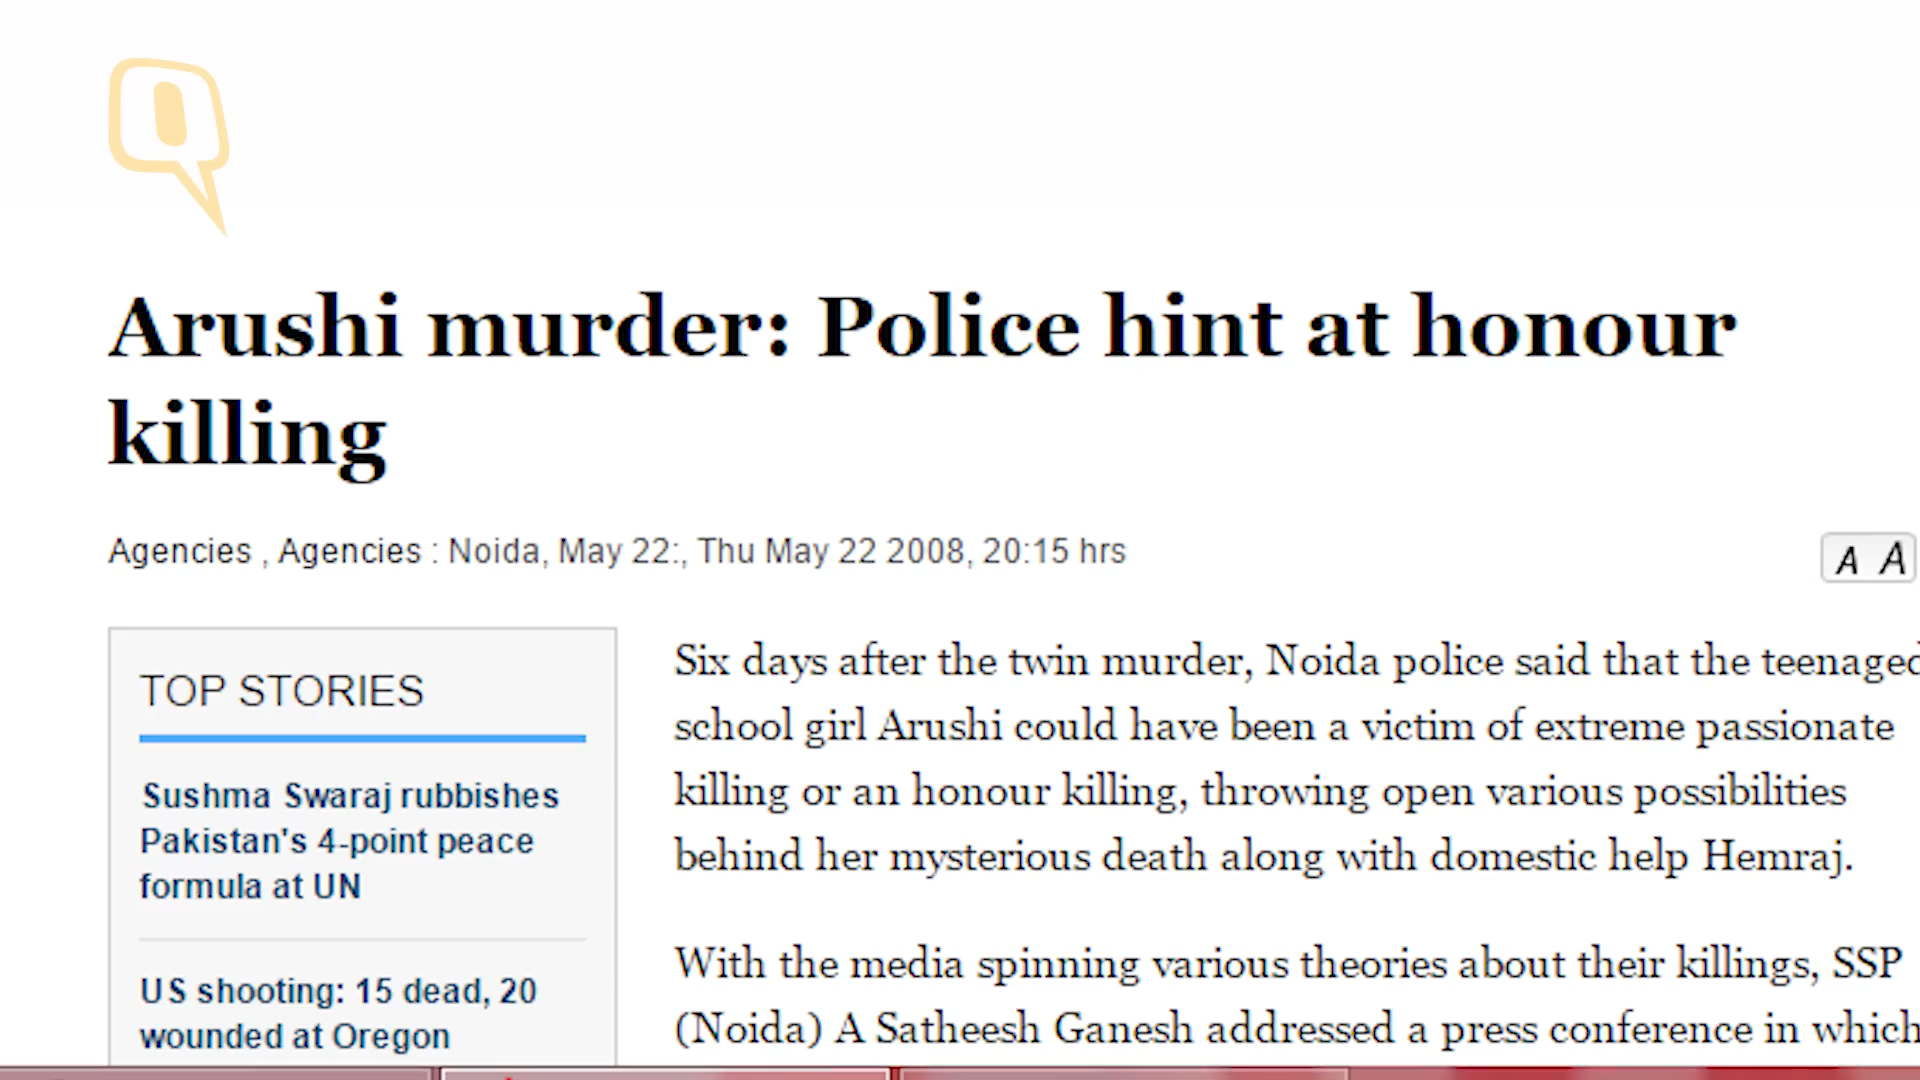 Arushi murder: Police hint at honour
killing
Agencies , Agencies : Noida, May 22:, Thu May 22 2008, 20:15 hrs
A A
TOP STORIES
Sushma Swaraj rubbishes
Pakistan's 4-point peace
formula at UN
US shooting: 15 dead, 20
wounded at Oregon
Six days after the twin murder, Noida police said that the teenaged
school girl Arushi could have been a victim of extreme passionate
killing or an honour killing, throwing open various possibilities
behind her mysterious death along with domestic help Hemraj.
With the media spinning various theories about their killings, SSP
(Noida) A Satheesh Ganesh addressed a press conference in which